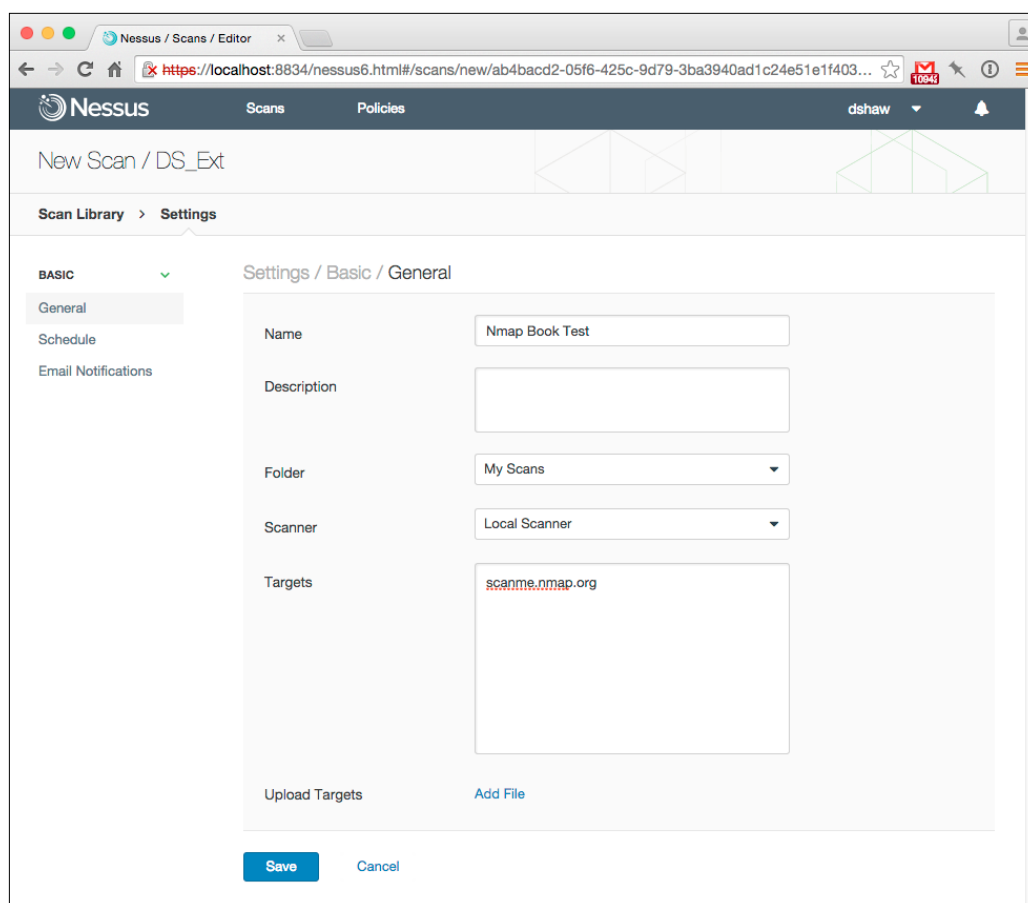 Nessus / Scans / Editor
https://localhost:8834/nessus6.html#/scans/new/ab4bacd2-05f6-425c-9d79-3ba3940ad1c24e51e1f403...
Nessus Scans Policies dshaw
New Scan / DS_Ext
Scan Library > Settings
BASIC
General
Schedule
Email Notifications
Settings / Basic / General
Name Nmap Book Test
Description
Folder My Scans
Scanner Local Scanner
Targets scanme.nmap.org
Upload Targets Add File
Save Cancel